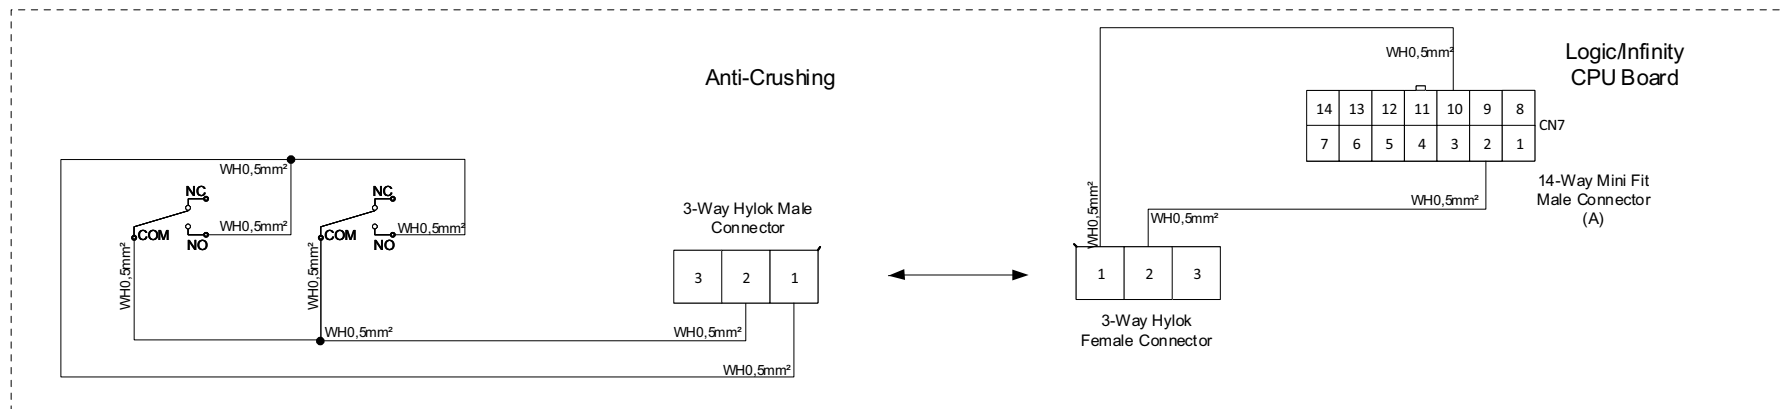 Anti-Crushing
Logic/Infinity
CPU Board
WH0,5mm²
14 13 12 11 10 9 8
7 6 5 4 3 2 1
CN7
14-Way Mini Fit
Male Connector
(A)
WH0,5mm²
WH0,5mm²
WH0,5mm²
1 2 3
3-Way Hylok
Female Connector
3-Way Hylok Male
Connector
3 2 1
WH0,5mm²
WH0,5mm²
WH0,5mm²
NC
COM
NO
WH0,5mm²
WH0,5mm²
NC
COM
NO
WH0,5mm²
WH0,5mm²
WH0,5mm²